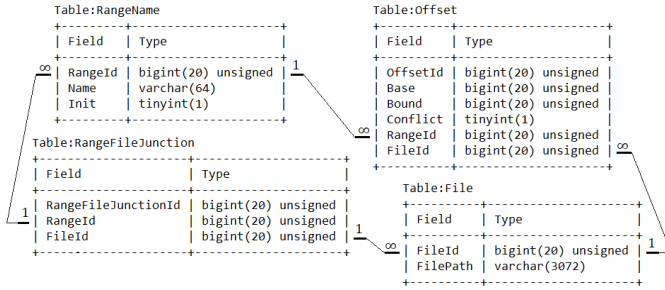 Table:RangeName
+---------+---------------------+
| Field | Type |
+---------+---------------------+
| RangeId | bigint(20) unsigned |
| Name | varchar(64) |
| Init | tinyint(1) |
+---------+---------------------+
∞
1
Table:Offset
+----------+---------------------+
| Field | Type |
+----------+---------------------+
| OffsetId | bigint(20) unsigned |
| Base | bigint(20) unsigned |
| Bound | bigint(20) unsigned |
| Conflict | tinyint(1) |
| RangeId | bigint(20) unsigned |
| FileId | bigint(20) unsigned |
+----------+---------------------+
∞
∞
Table:RangeFileJunction
+---------------------+---------------------+
| Field | Type |
+---------------------+---------------------+
| RangeFileJunctionId | bigint(20) unsigned |
| RangeId | bigint(20) unsigned |
| FileId | bigint(20) unsigned |
+---------------------+---------------------+
1
1
Table:File
+----------+---------------------+
| Field | Type |
+----------+---------------------+
| FileId | bigint(20) unsigned |
| FilePath | varchar(3072) |
+----------+---------------------+
∞
1